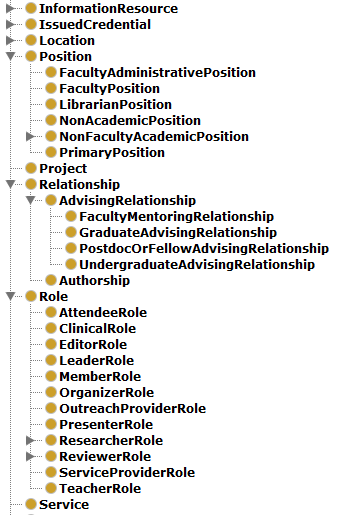 InformationResource
IssuedCredential
Location
Position
FacultyAdministrativePosition
FacultyPosition
LibrarianPosition
NonAcademicPosition
NonFacultyAcademicPosition
PrimaryPosition
Project
Relationship
AdvisingRelationship
FacultyMentoringRelationship
GraduateAdvisingRelationship
PostdocOrFellowAdvisingRelationship
UndergraduateAdvisingRelationship
Authorship
Role
AttendeeRole
ClinicalRole
EditorRole
LeaderRole
MemberRole
OrganizerRole
OutreachProviderRole
PresenterRole
ResearcherRole
ReviewerRole
ServiceProviderRole
TeacherRole
Service